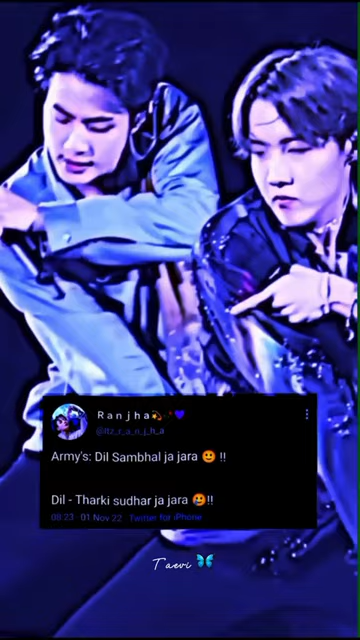 R a n j h a 💫🥀💜
@itz_r_a_n_j_h_a
Army's: Dil Sambhal ja jara 🙂 !!
Dil - Tharki sudhar ja jara 🥲!!
08:23 · 01 Nov 22 · Twitter for iPhone
Taevi 🦋